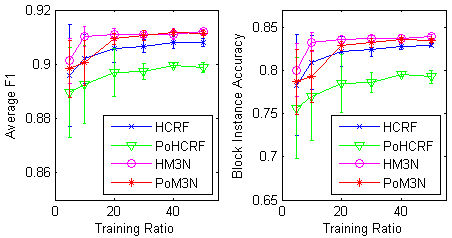 0.92
0.9
0.88
0.86
Average F1
HCRF
PoHCRF
HM3N
PoM3N
0
20
40
Training Ratio
0.85
0.8
0.75
0.7
0.65
Block Instance Accuracy
HCRF
PoHCRF
HM3N
PoM3N
0
20
40
Training Ratio